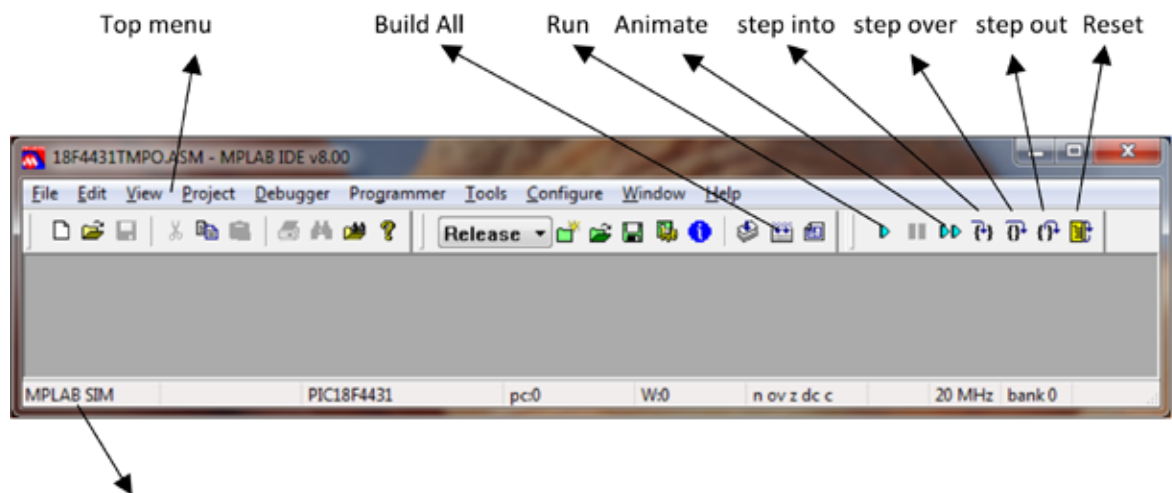 Top menu Build All Run Animate step into step over step out Reset
18F4431TMPO.ASM - MPLAB IDE v8.00
File Edit View Project Debugger Programmer Tools Configure Window Help
Release
MPLAB SIM PIC18F4431 pc:0 W:0 n ov z dc c 20 MHz bank 0